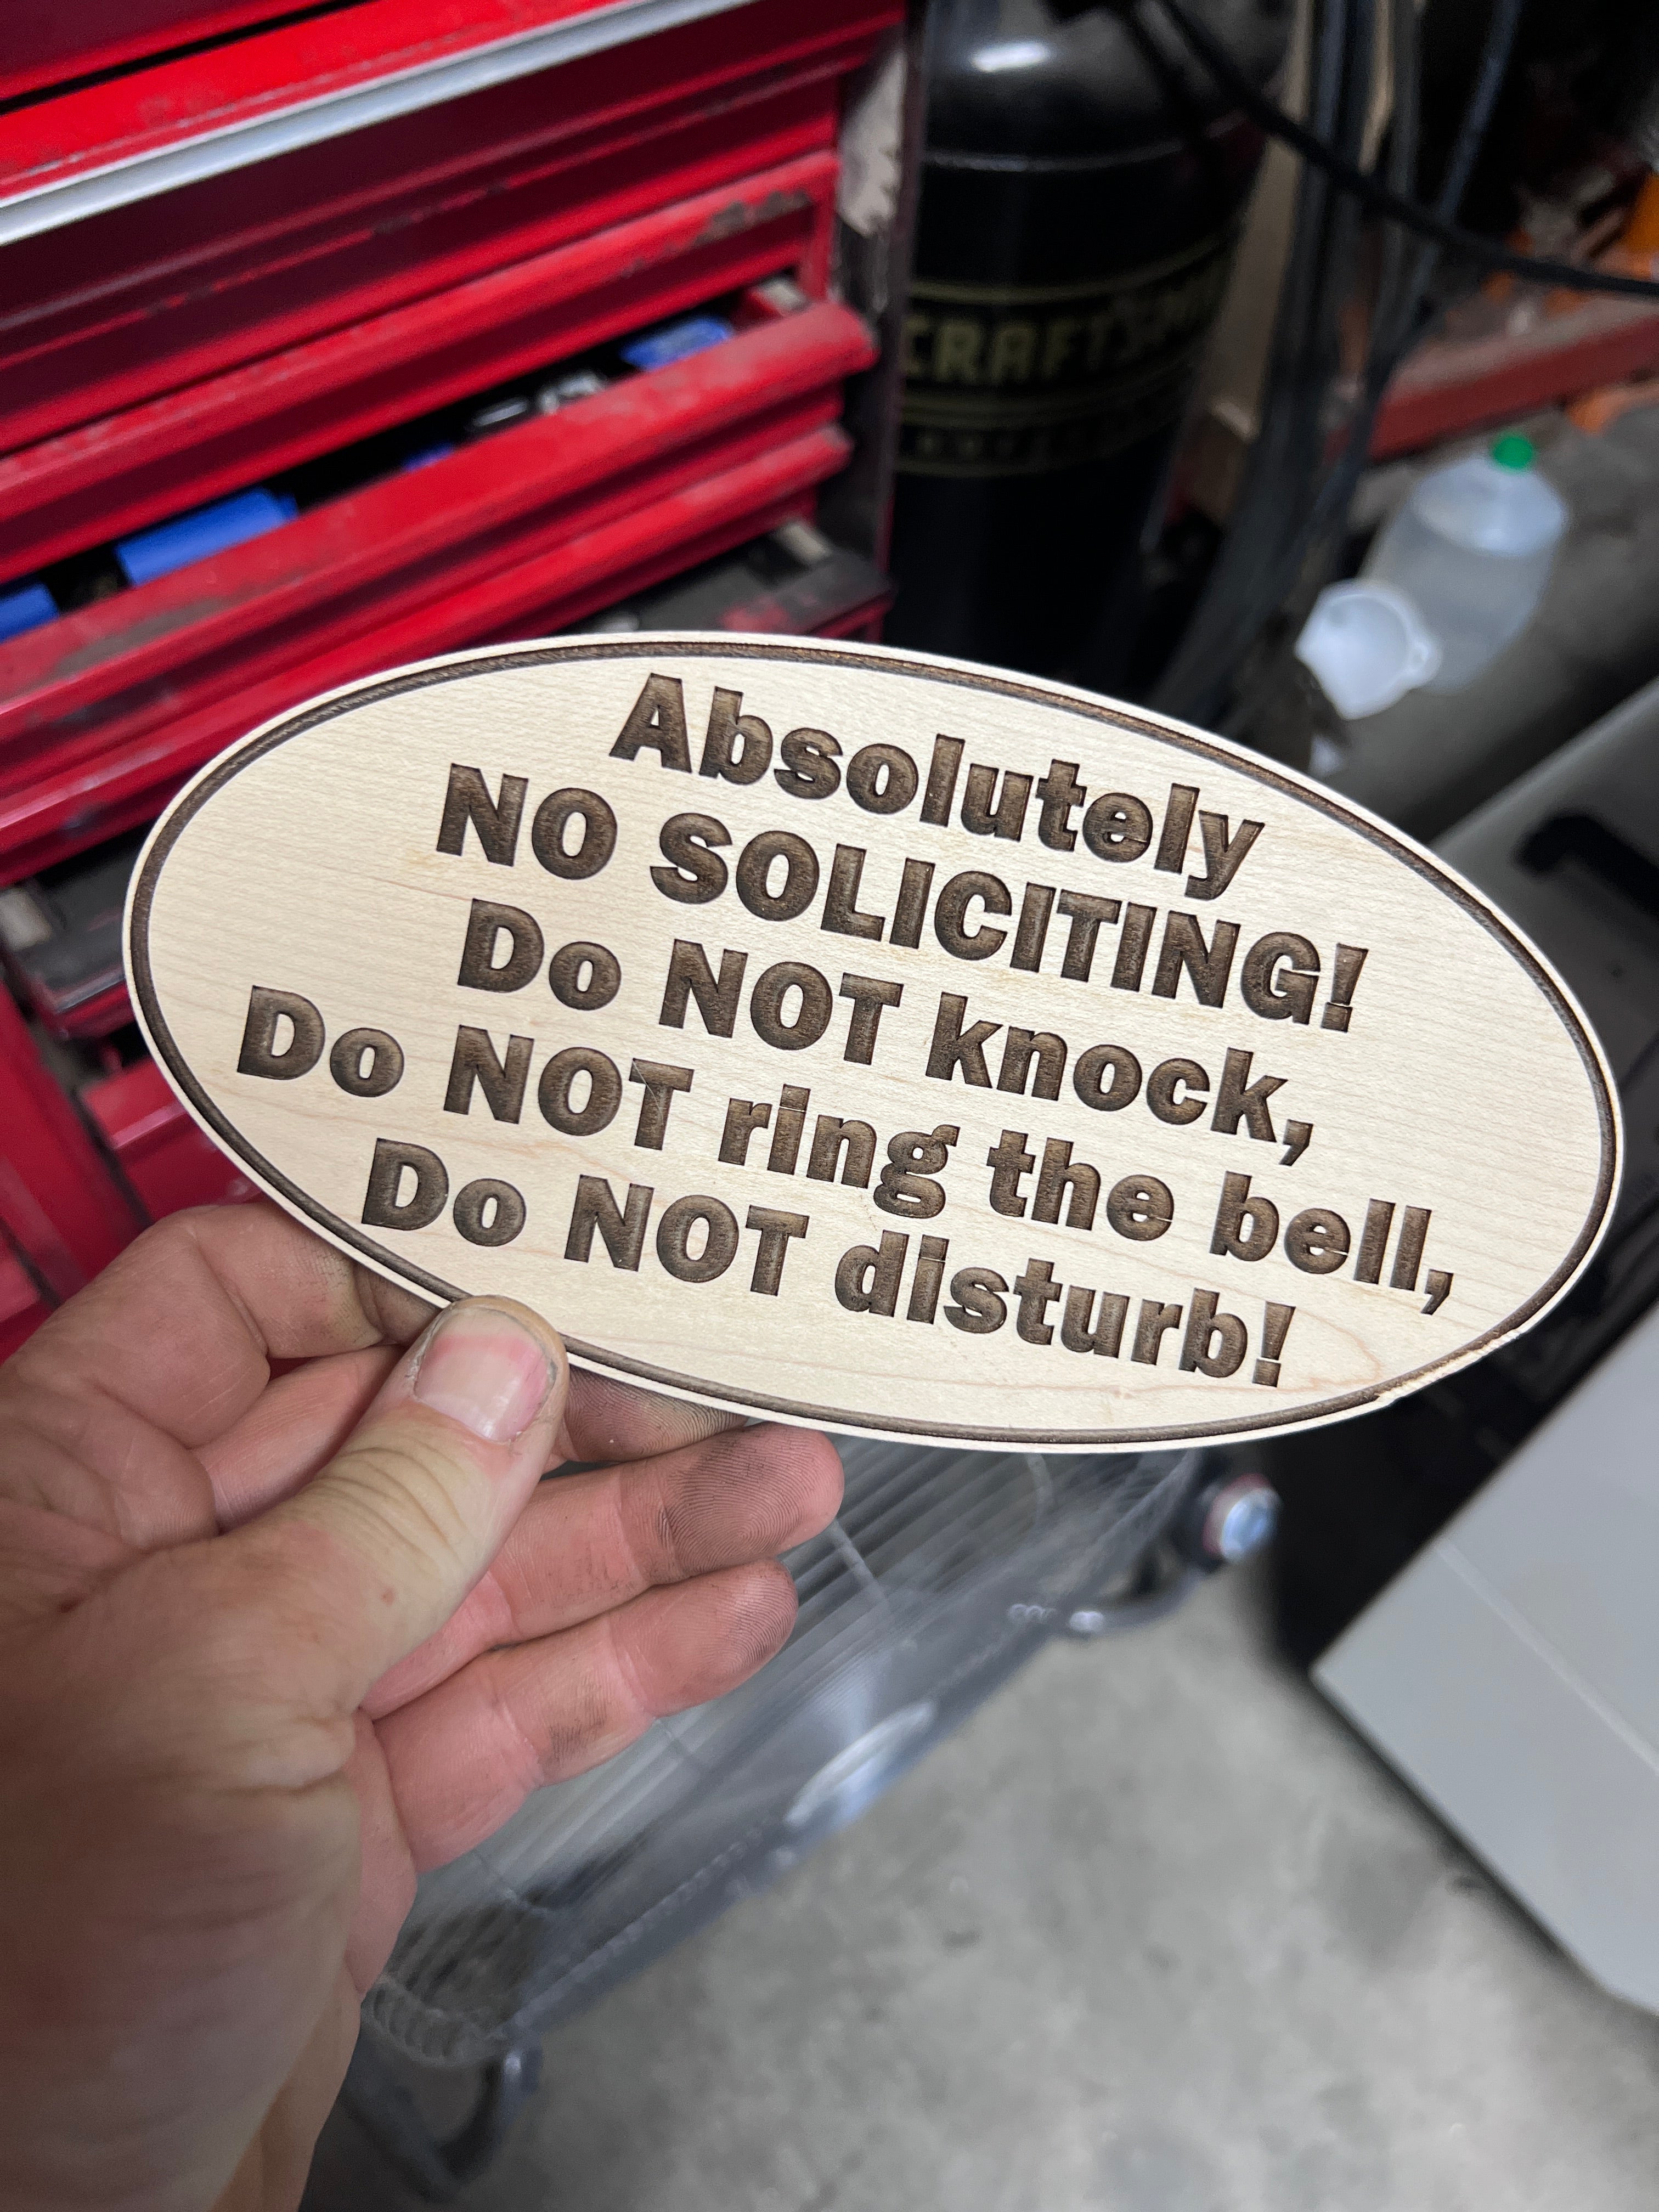 Absolutely
NO SOLICITING!
Do NOT knock,
Do NOT ring the bell,
Do NOT disturb!